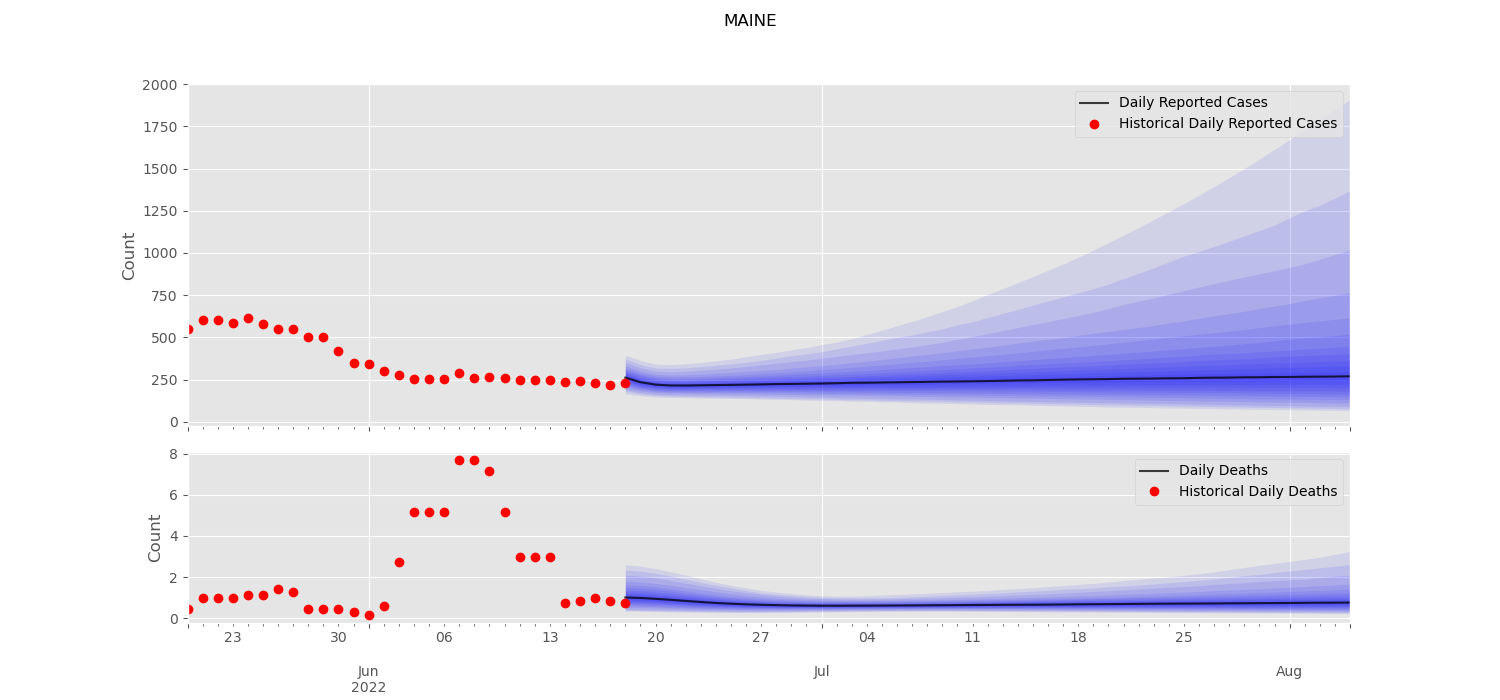 MAINE
2000
1750
1500
1250
1000
750
500
250
0
Count
Daily Reported Cases
Historical Daily Reported Cases
8
6
4
2
0
Count
Daily Deaths
Historical Daily Deaths
23 30 06 13 20 27 04 11 18 25
Jun Jul Aug
2022